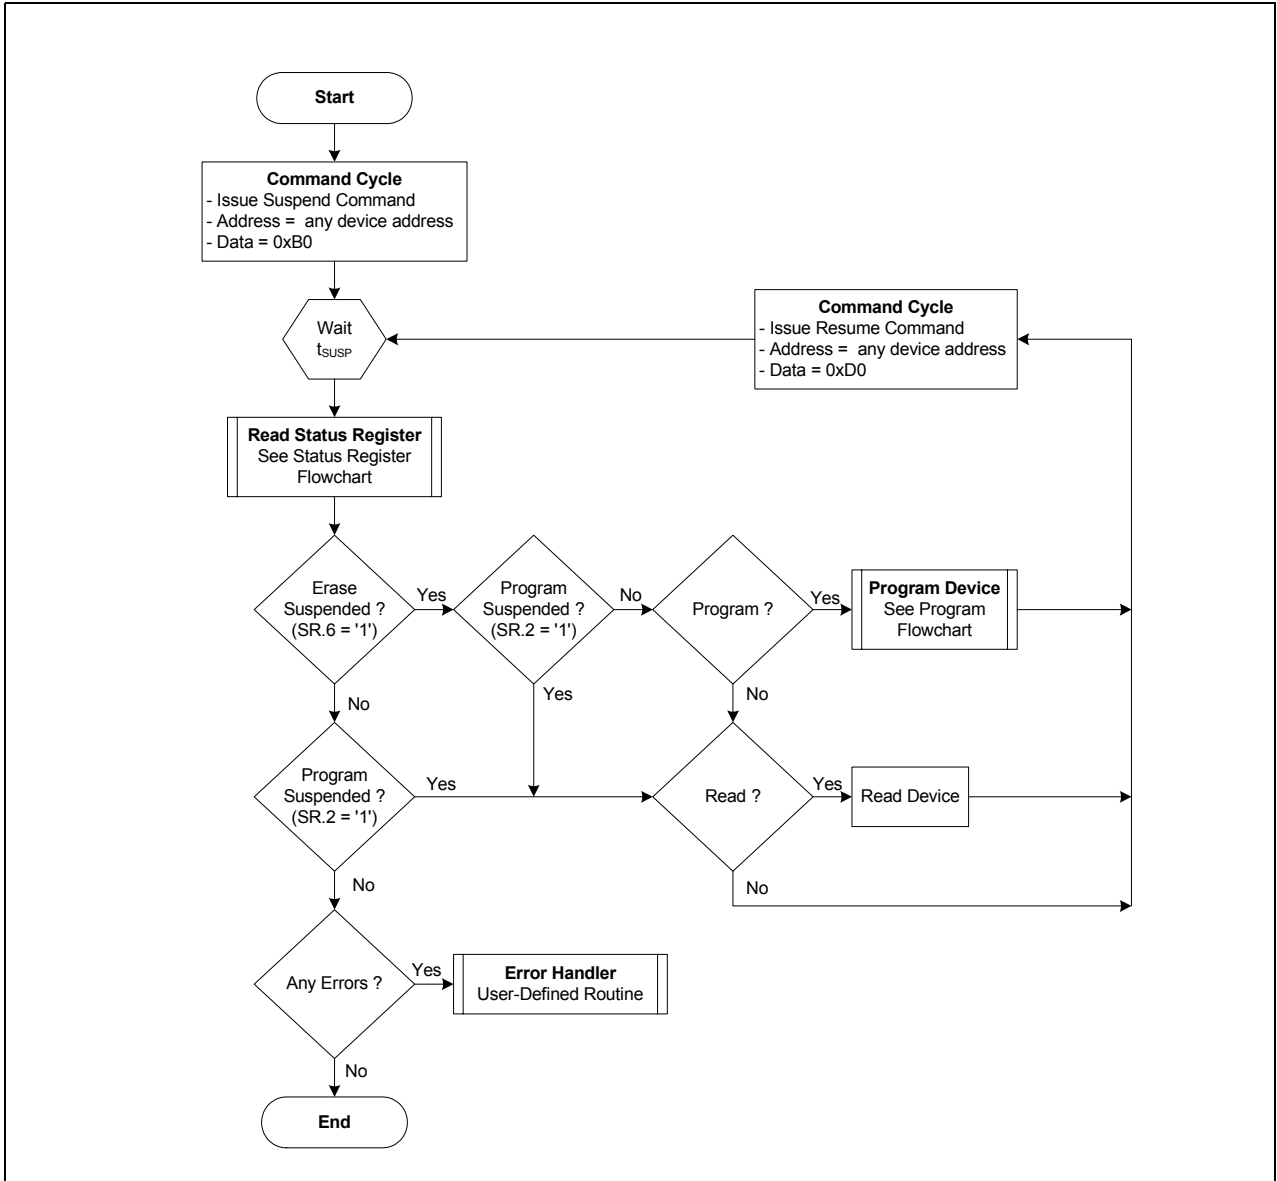 Start
Command Cycle
- Issue Suspend Command
- Address = any device address
- Data = 0xB0
Wait
tSUSP
Command Cycle
- Issue Resume Command
- Address = any device address
- Data = 0xD0
Read Status Register
See Status Register
Flowchart
Erase
Suspended ?
(SR.6 = '1')
Yes
Program
Suspended ?
(SR.2 = '1')
No
Program ?
Yes
Program Device
See Program
Flowchart
No
Yes
No
Program
Suspended ?
(SR.2 = '1')
Yes
Read ?
Yes
Read Device
No
No
Any Errors ?
Yes
Error Handler
User-Defined Routine
No
End